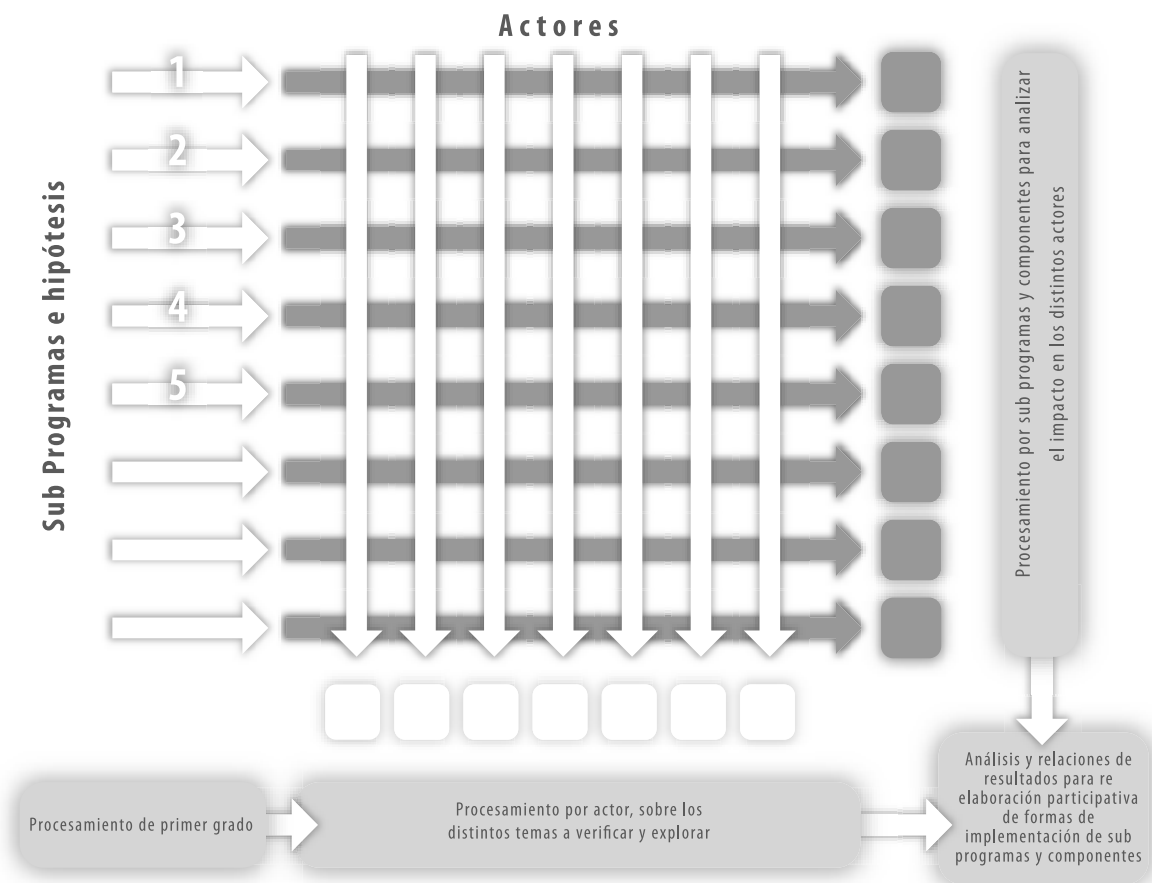 Actores
Sub Programas e hipótesis
1
2
3
4
5
Procesamiento por sub programas y componentes para analizar
el impacto en los distintos actores
Procesamiento de primer grado
Procesamiento por actor, sobre los
distintos temas a verificar y explorar
Análisis y relaciones de
resultados para re
elaboración participativa
de formas de
implementación de sub
programas y componentes